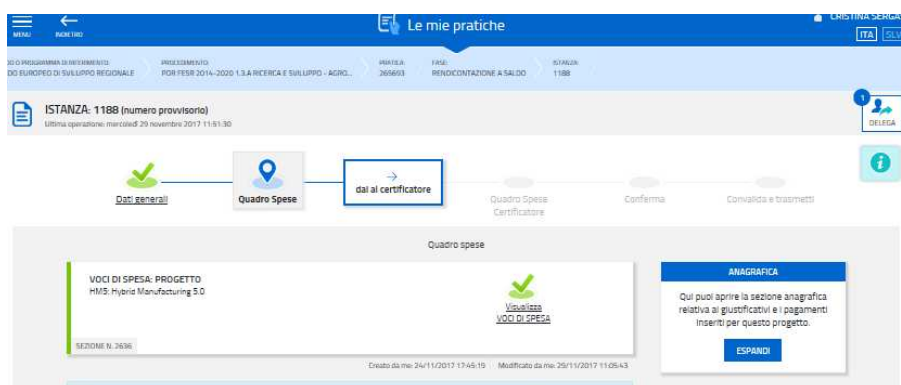 MENU
INDIETRO
Le mie pratiche
CRISTINA SERGA
ITA SLV
PROCEDIMENTO:
PRATICA:
FASE:
ISTANZA:
DO EUROPEO DI SVILUPPO REGIONALE
POR FESR 2014-2020 1.3.A RICERCA E SVILUPPO - AGRO...
265693
RENDICONTAZIONE A SALDO
1188
ISTANZA: 1188 (numero provvisorio)
Ultima operazione: mercoledì 29 novembre 2017 11:51:30
1
DELEGA
Dati generali
Quadro Spese
dai al certificatore
Quadro Spese
Certificatore
Conferma
Convalida e trasmetti
Quadro spese
VOCI DI SPESA: PROGETTO
HM5: Hybrid Manufacturing 5.0
Visualizza
VOCI DI SPESA
SEZIONE N. 2636
Creato da me: 24/11/2017 17:45:19
Modificato da me: 29/11/2017 11:05:43
ANAGRAFICA
Qui puoi aprire la sezione anagrafica
relativa ai giustificativi e i pagamenti
inseriti per questo progetto.
ESPANDI